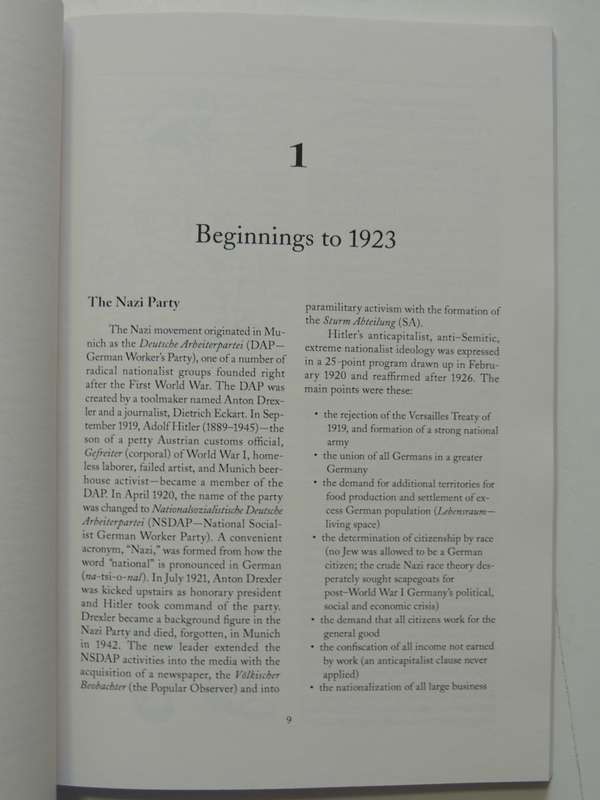 1
Beginnings to 1923
The Nazi Party
The Nazi movement originated in Mu-
nich as the Deutsche Arbeiterpartei (DAP—
German Worker's Party), one of a number of
radical nationalist groups founded right
after the First World War. The DAP was
created by a toolmaker named Anton Drex-
ler and a journalist, Dietrich Eckart. In Sep-
tember 1919, Adolf Hitler (1889–1945)—the
son of a petty Austrian customs official,
Gefreiter (corporal) of World War I, home-
less laborer, failed artist, and Munich beer-
house activist—became a member of the
DAP. In April 1920, the name of the party
was changed to Nationalsozialistische Deutsche
Arbeiterpartei (NSDAP—National Social-
ist German Worker Party). A convenient
acronym, "Nazi," was formed from how the
word "national" is pronounced in German
(na-tsi-o-nal). In July 1921, Anton Drexler
was kicked upstairs as honorary president
and Hitler took command of the party.
Drexler became a background figure in the
Nazi Party and died, forgotten, in Munich
in 1942. The new leader extended the
NSDAP activities into the media with the
acquisition of a newspaper, the Völkischer
Beobachter (the Popular Observer) and into
paramilitary activism with the formation of
the Sturm Abteilung (SA).
Hitler's anticapitalist, anti–Semitic,
extreme nationalist ideology was expressed
in a 25-point program drawn up in Febru-
ary 1920 and reaffirmed after 1926. The
main points were these:
• the rejection of the Versailles Treaty of
1919, and formation of a strong national
army
• the union of all Germans in a greater
Germany
• the demand for additional territories for
food production and settlement of ex-
cess German population (Lebensraum—
living space)
• the determination of citizenship by race
(no Jew was allowed to be a German
citizen; the crude Nazi race theory des-
perately sought scapegoats for
post–World War I Germany's political,
social and economic crisis)
• the demand that all citizens work for the
general good
• the confiscation of all income not earned
by work (an anticapitalist clause never
applied)
• the nationalization of all large business
9